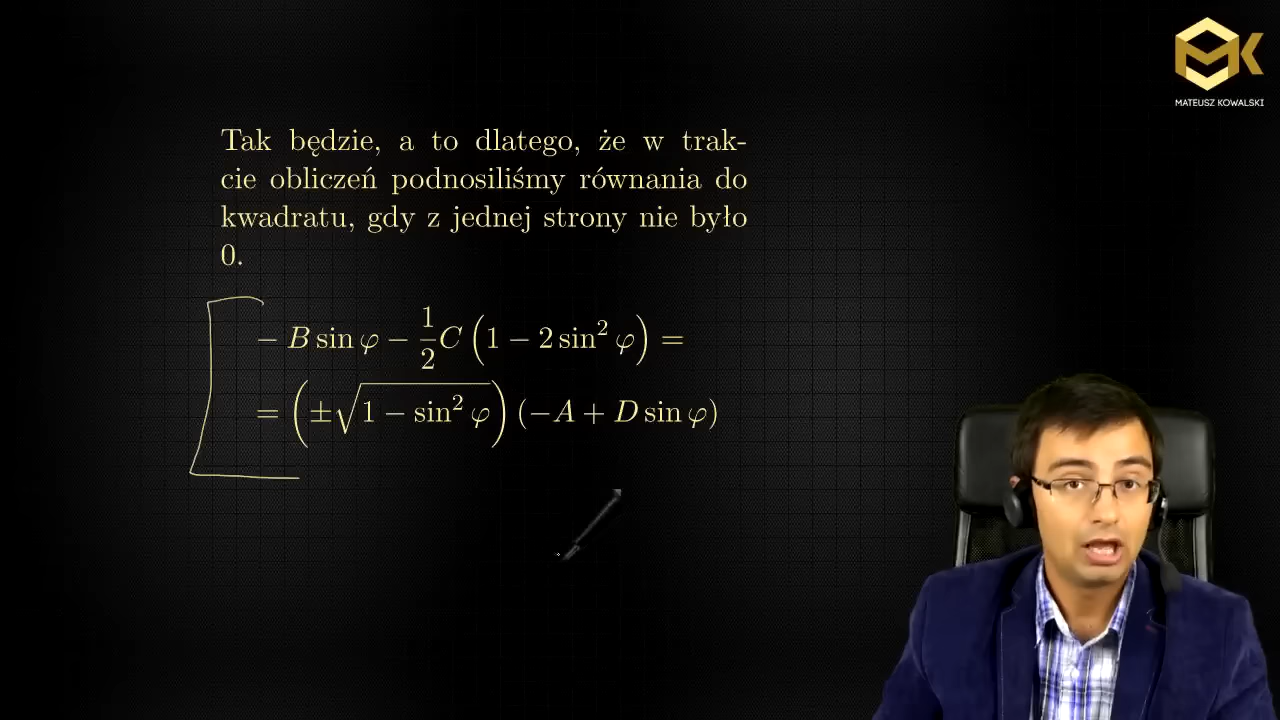 MK
MATEUSZ KOWALSKI
Tak będzie, a to dlatego, że w trak-
cie obliczeń podnosiliśmy równania do
kwadratu, gdy z jednej strony nie było
0.
− B sin φ − 1/2 C (1 − 2 sin² φ) =
= (±√(1 − sin² φ)) (−A + D sin φ)